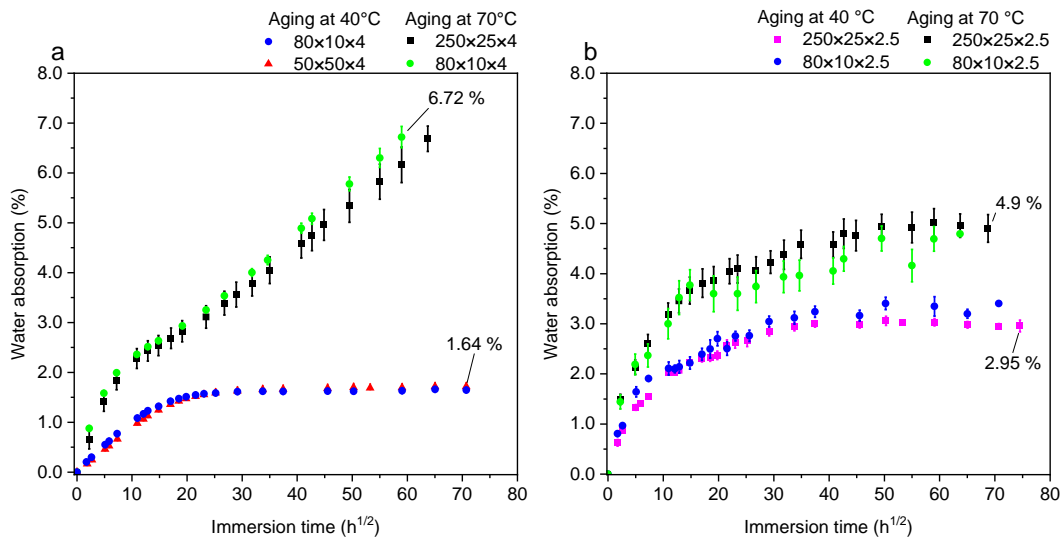 a
Aging at 40°C
80×10×4
50×50×4
Aging at 70°C
250×25×4
80×10×4
8.0
7.0
6.0
5.0
4.0
3.0
2.0
1.0
0.0
Water absorption (%)
6.72 %
1.64 %
0 10 20 30 40 50 60 70 80
Immersion time (h^1/2)
b
Aging at 40 °C
250×25×2.5
80×10×2.5
Aging at 70 °C
250×25×2.5
80×10×2.5
8.0
7.0
6.0
5.0
4.0
3.0
2.0
1.0
0.0
Water absorption (%)
4.9 %
2.95 %
0 10 20 30 40 50 60 70 80
Immersion time (h^1/2)